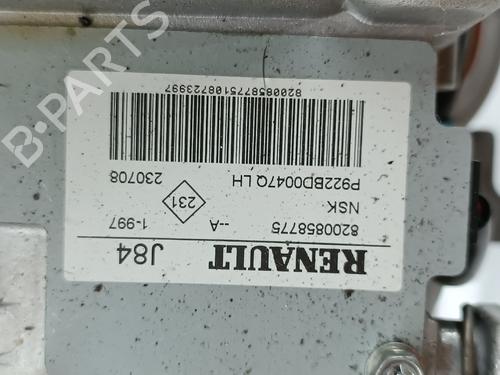 RENAULT J84
8200858775 --A 1-997
NSK 231
P922BD0047Q LH 230708
8200858775108723997
B-PARTS